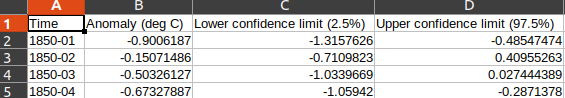 A B C D
1 Time Anomaly (deg C) Lower confidence limit (2.5%) Upper confidence limit (97.5%)
2 1850-01 -0.9006187 -1.3157626 -0.48547474
3 1850-02 -0.15071486 -0.7109823 0.40955263
4 1850-03 -0.50326127 -1.0339669 0.027444389
5 1850-04 -0.67327887 -1.05942 -0.2871378